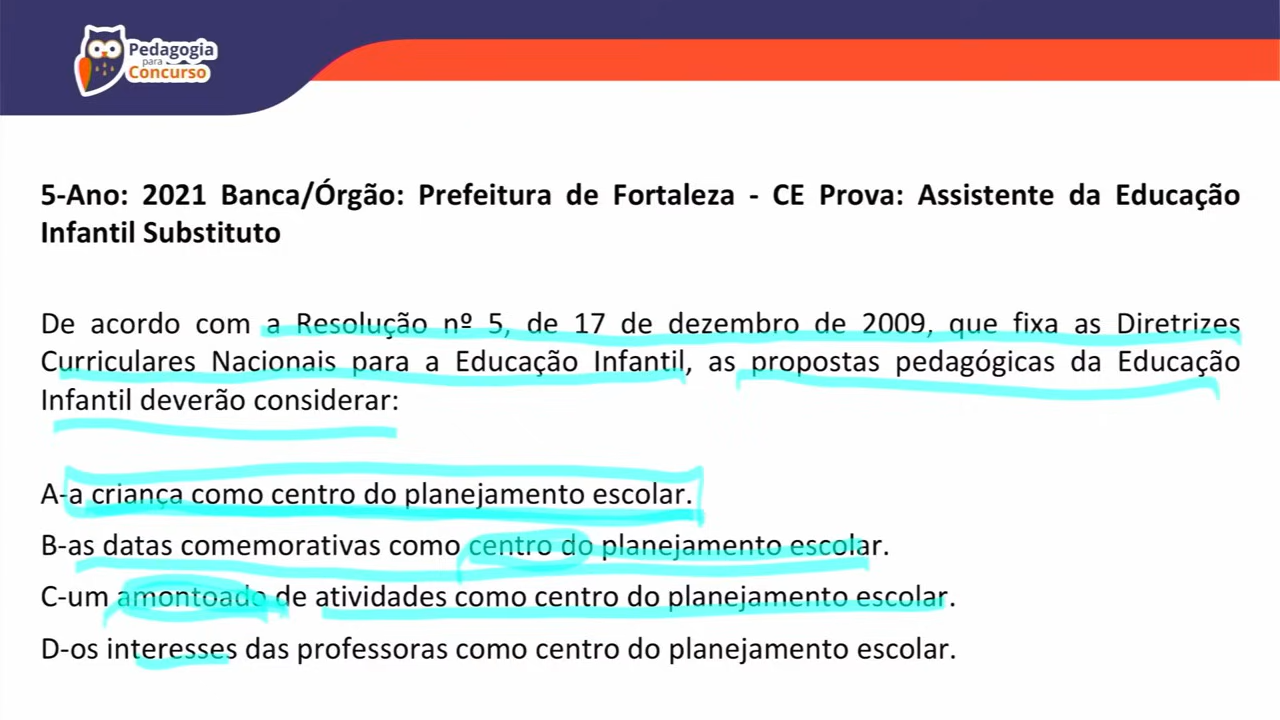 Pedagogia
para
Concurso
5-Ano: 2021 Banca/Órgão: Prefeitura de Fortaleza - CE Prova: Assistente da Educação
Infantil Substituto
De acordo com a Resolução nº 5, de 17 de dezembro de 2009, que fixa as Diretrizes
Curriculares Nacionais para a Educação Infantil, as propostas pedagógicas da Educação
Infantil deverão considerar:
A-a criança como centro do planejamento escolar.
B-as datas comemorativas como centro do planejamento escolar.
C-um amontoado de atividades como centro do planejamento escolar.
D-os interesses das professoras como centro do planejamento escolar.